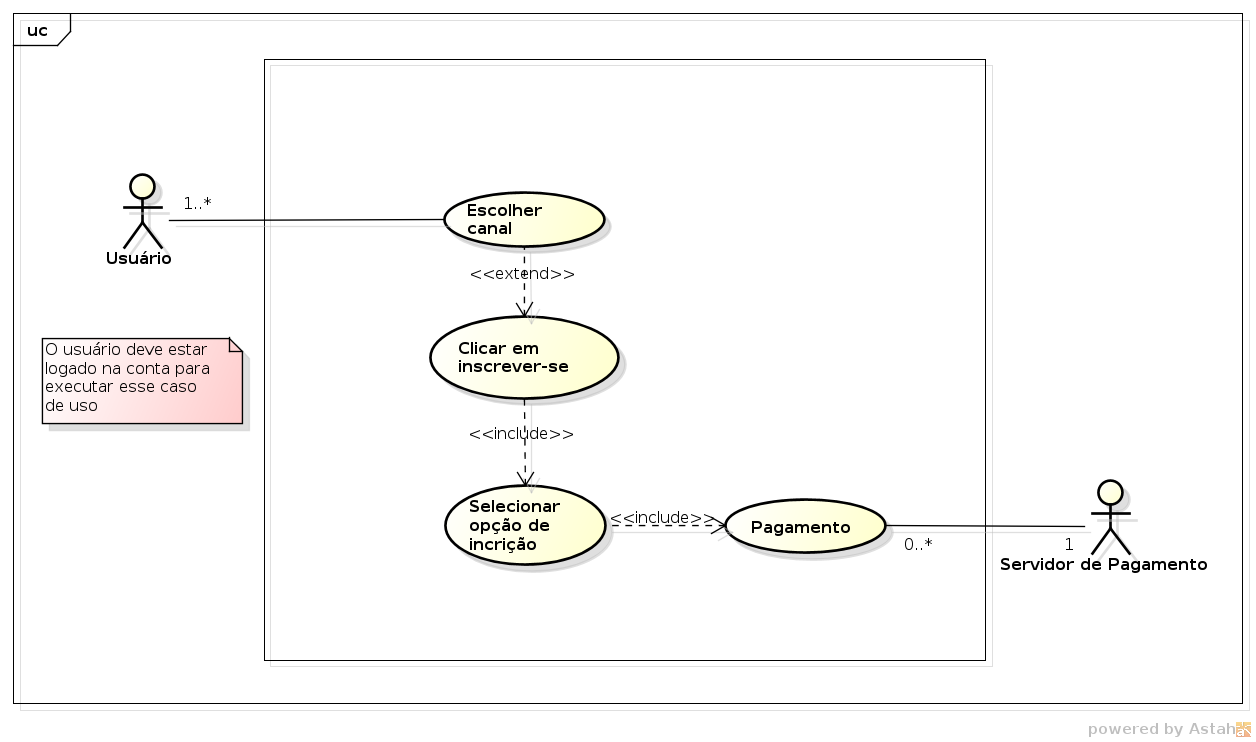 uc
1..*
Escolher
canal
Usuário
<<extend>>
O usuário deve estar
logado na conta para
executar esse caso
de uso
Clicar em
inscrever-se
<<include>>
Selecionar
opção de
incrição
<<include>>
Pagamento
0..*
1
Servidor de Pagamento
powered by Astah